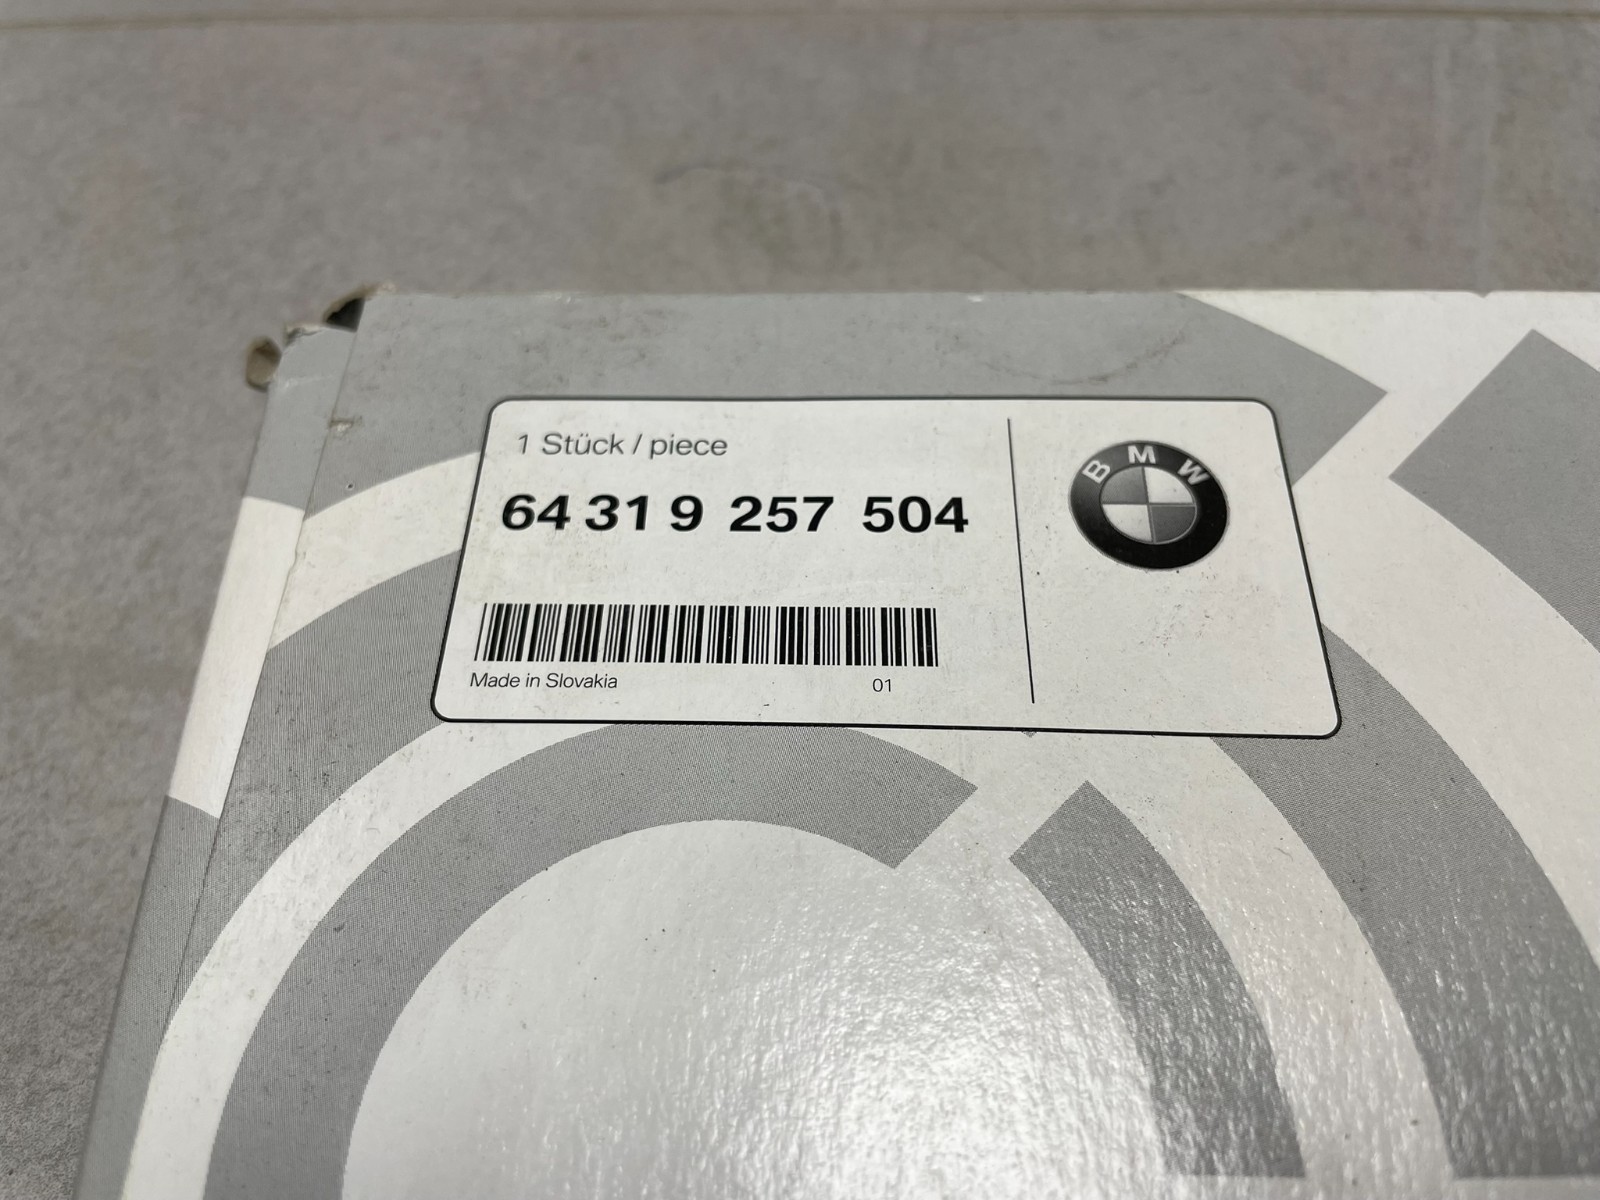 1 Stück / piece
64 31 9 257 504
BMW
Made in Slovakia
01